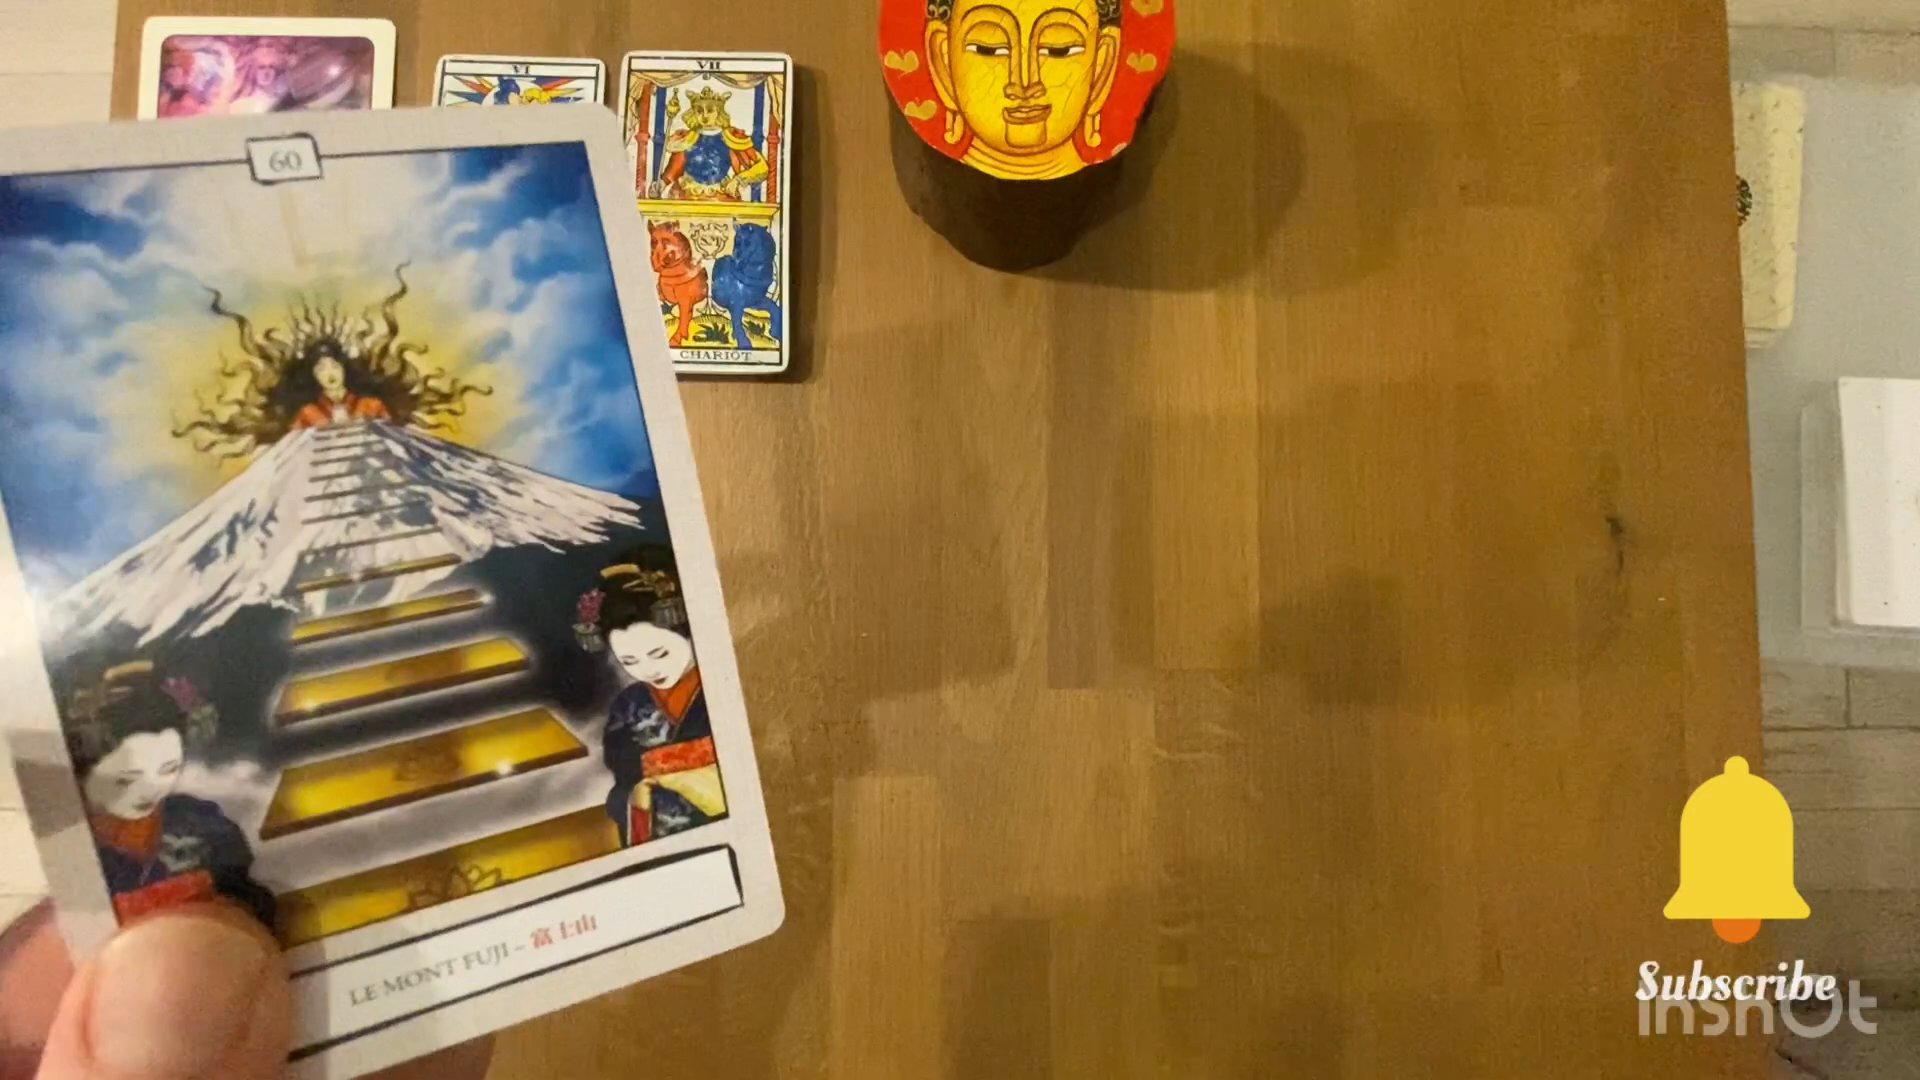 VI
VII
CHARIOT
60
LE MONT FUJI – 富士山
Subscribe
InShOt